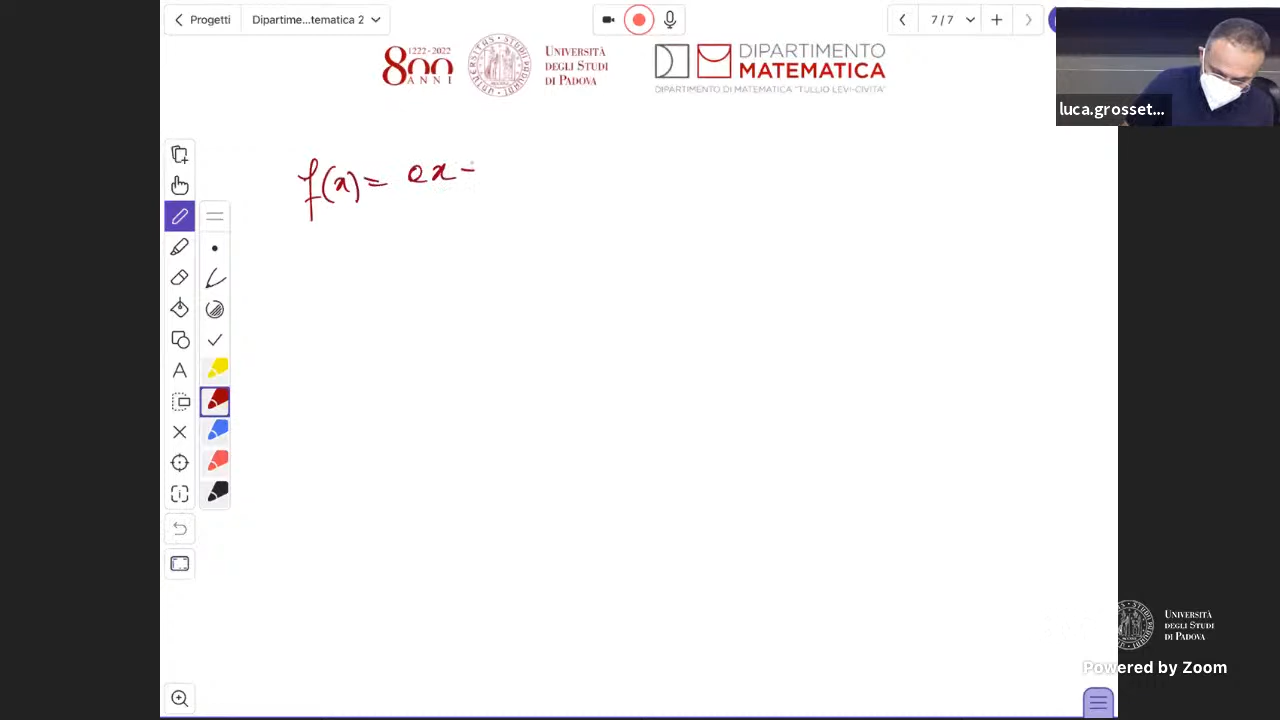 Progetti
Dipartime...tematica 2
7/7
1222-2022
800
ANNI
UNIVERSITÀ
DEGLI STUDI
DI PADOVA
DIPARTIMENTO
MATEMATICA
DIPARTIMENTO DI MATEMATICA "TULLIO LEVI-CIVITA"
luca.grosset...
f(x)= ax -
UNIVERSITÀ
DEGLI STUDI
DI PADOVA
Powered by Zoom